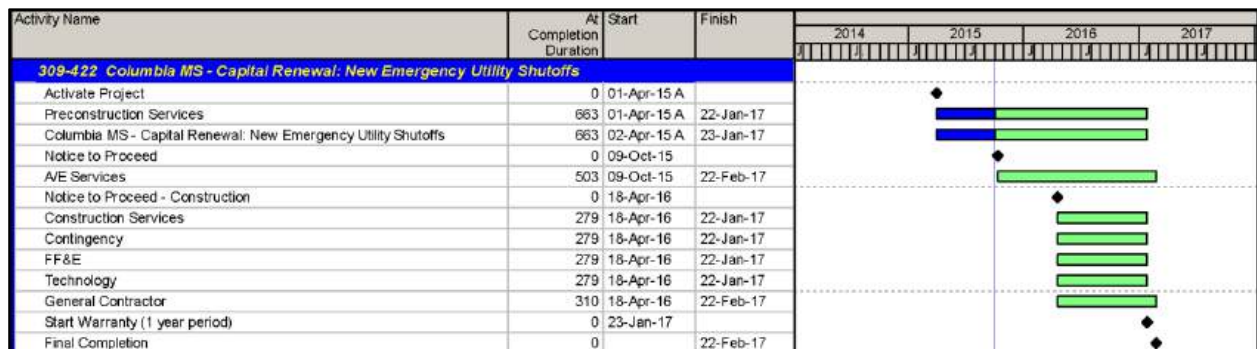 Activity Name At Completion Duration Start Finish
2014 2015 2016 2017
J J J J J J J
309-422 Columbia MS - Capital Renewal: New Emergency Utility Shutoffs
Activate Project 0 01-Apr-15 A
Preconstruction Services 663 01-Apr-15 A 22-Jan-17
Columbia MS - Capital Renewal: New Emergency Utility Shutoffs 663 02-Apr-15 A 23-Jan-17
Notice to Proceed 0 09-Oct-15
A/E Services 503 09-Oct-15 22-Feb-17
Notice to Proceed - Construction 0 18-Apr-16
Construction Services 279 18-Apr-16 22-Jan-17
Contingency 279 18-Apr-16 22-Jan-17
FF&E 279 18-Apr-16 22-Jan-17
Technology 279 18-Apr-16 22-Jan-17
General Contractor 310 18-Apr-16 22-Feb-17
Start Warranty (1 year period) 0 23-Jan-17
Final Completion 0 22-Feb-17